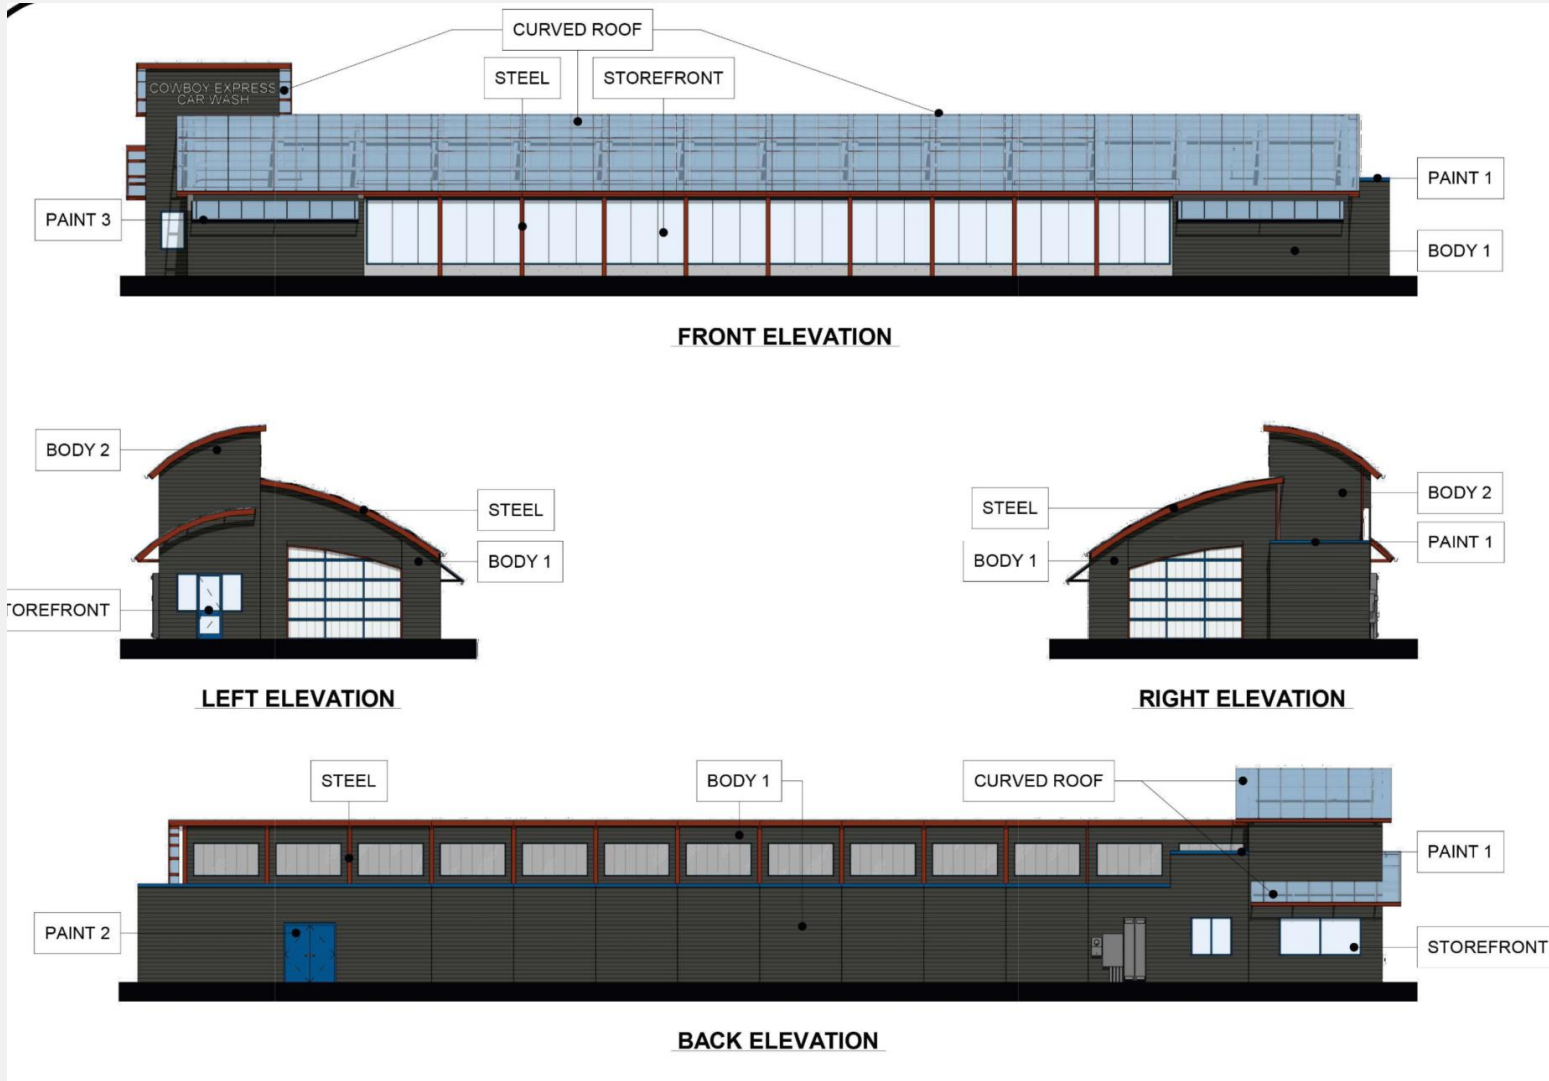 CURVED ROOF
STEEL
STOREFRONT
COWBOY EXPRESS
CAR WASH
PAINT 1
PAINT 3
BODY 1
FRONT ELEVATION
BODY 2
STEEL
BODY 1
TOREFRONT
LEFT ELEVATION
BODY 2
STEEL
PAINT 1
BODY 1
RIGHT ELEVATION
STEEL
BODY 1
CURVED ROOF
PAINT 1
PAINT 2
STOREFRONT
BACK ELEVATION